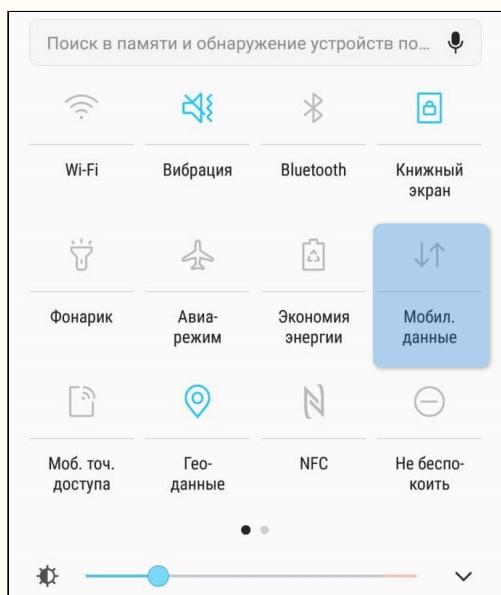 Поиск в памяти и обнаружение устройств по...
Wi-Fi
Вибрация
Bluetooth
Книжный
экран
Фонарик
Авиа-
режим
Экономия
энергии
Мобил.
данные
Моб. точ.
доступа
Гео-
данные
NFC
Не беспо-
коить